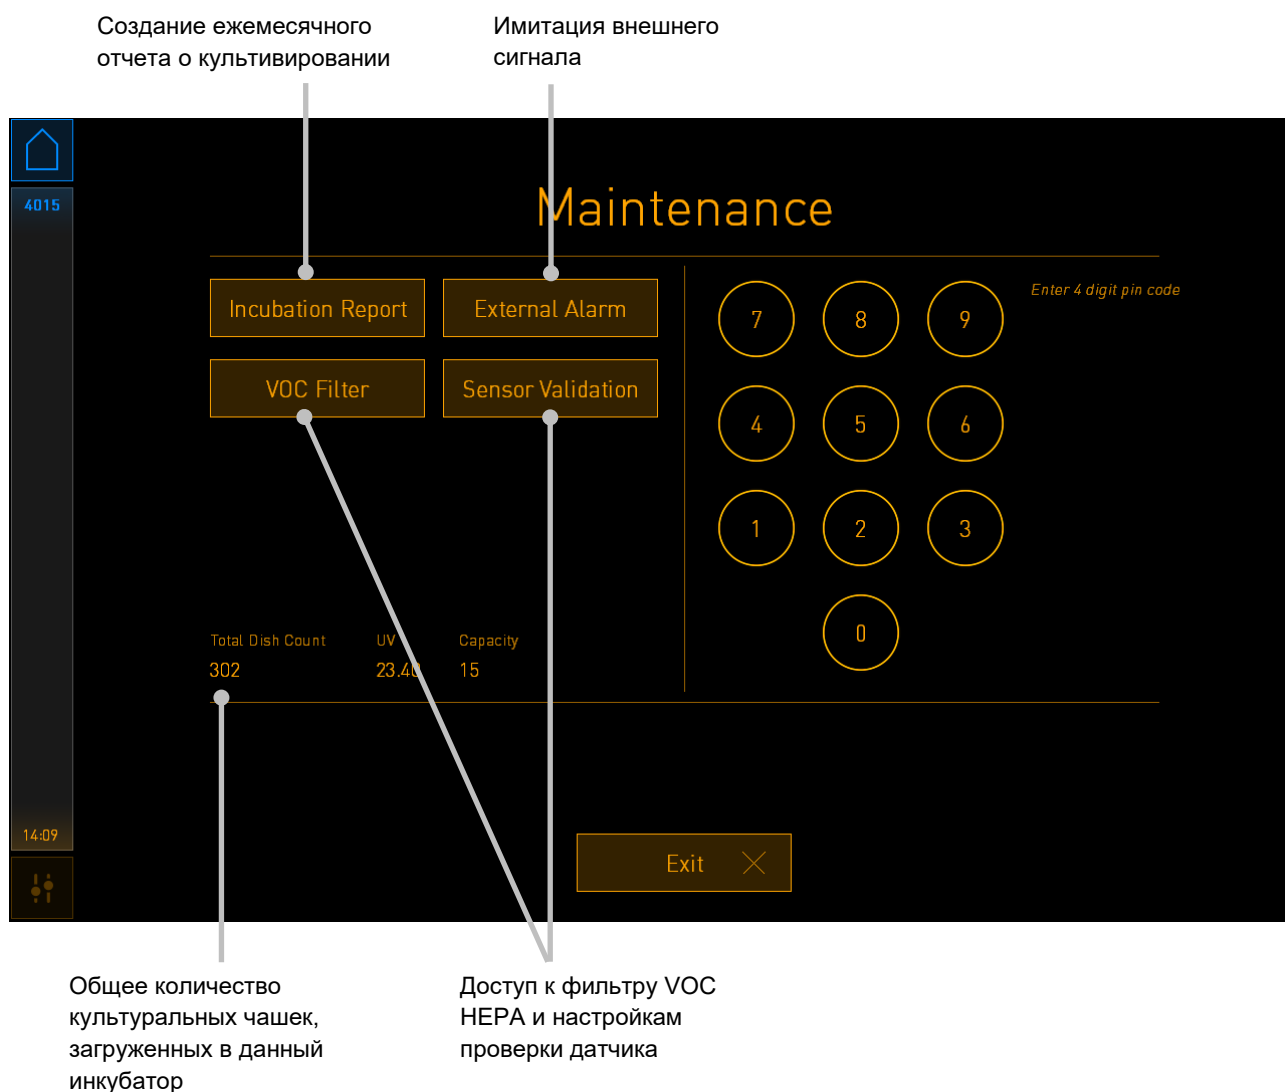 Создание ежемесячного
отчета о культивировании
Имитация внешнего
сигнала
4015
Maintenance
Incubation Report
External Alarm
VOC Filter
Sensor Validation
7
8
9
Enter 4 digit pin code
4
5
6
1
2
3
0
Total Dish Count
UV
Capacity
302
23.40
15
14:09
Exit
Общее количество
культуральных чашек,
загруженных в данный
инкубатор
Доступ к фильтру VOC
HEPA и настройкам
проверки датчика